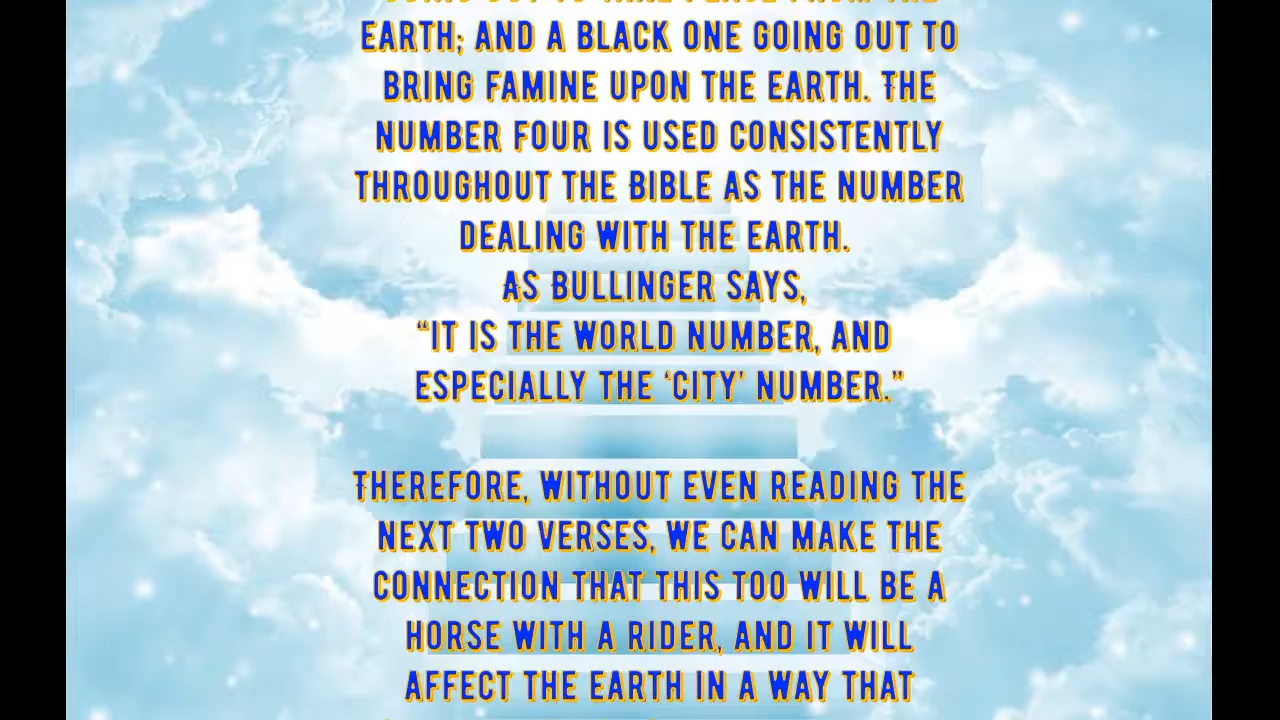 EARTH; AND A BLACK ONE GOING OUT TO
BRING FAMINE UPON THE EARTH. THE
NUMBER FOUR IS USED CONSISTENTLY
THROUGHOUT THE BIBLE AS THE NUMBER
DEALING WITH THE EARTH.
AS BULLINGER SAYS,
“IT IS THE WORLD NUMBER, AND
ESPECIALLY THE ‘CITY’ NUMBER.”
THEREFORE, WITHOUT EVEN READING THE
NEXT TWO VERSES, WE CAN MAKE THE
CONNECTION THAT THIS TOO WILL BE A
HORSE WITH A RIDER, AND IT WILL
AFFECT THE EARTH IN A WAY THAT